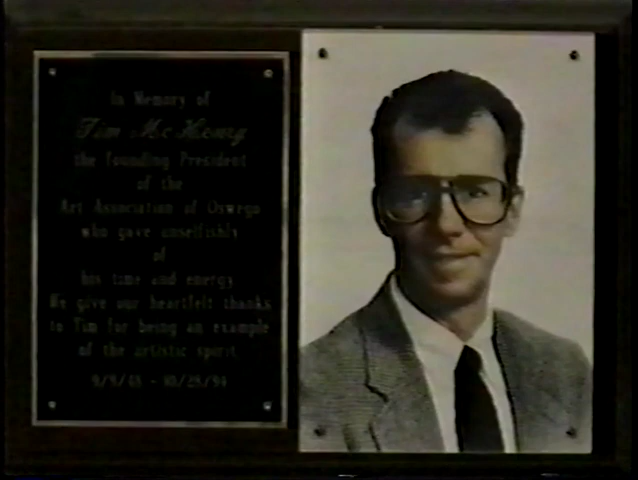 In Memory of
Tim McHenry
the founding President
of the
Art Association of Oswego
who gave unselfishly
of
his time and energy
We give our heartfelt thanks
to Tim for being an example
of the artistic spirit